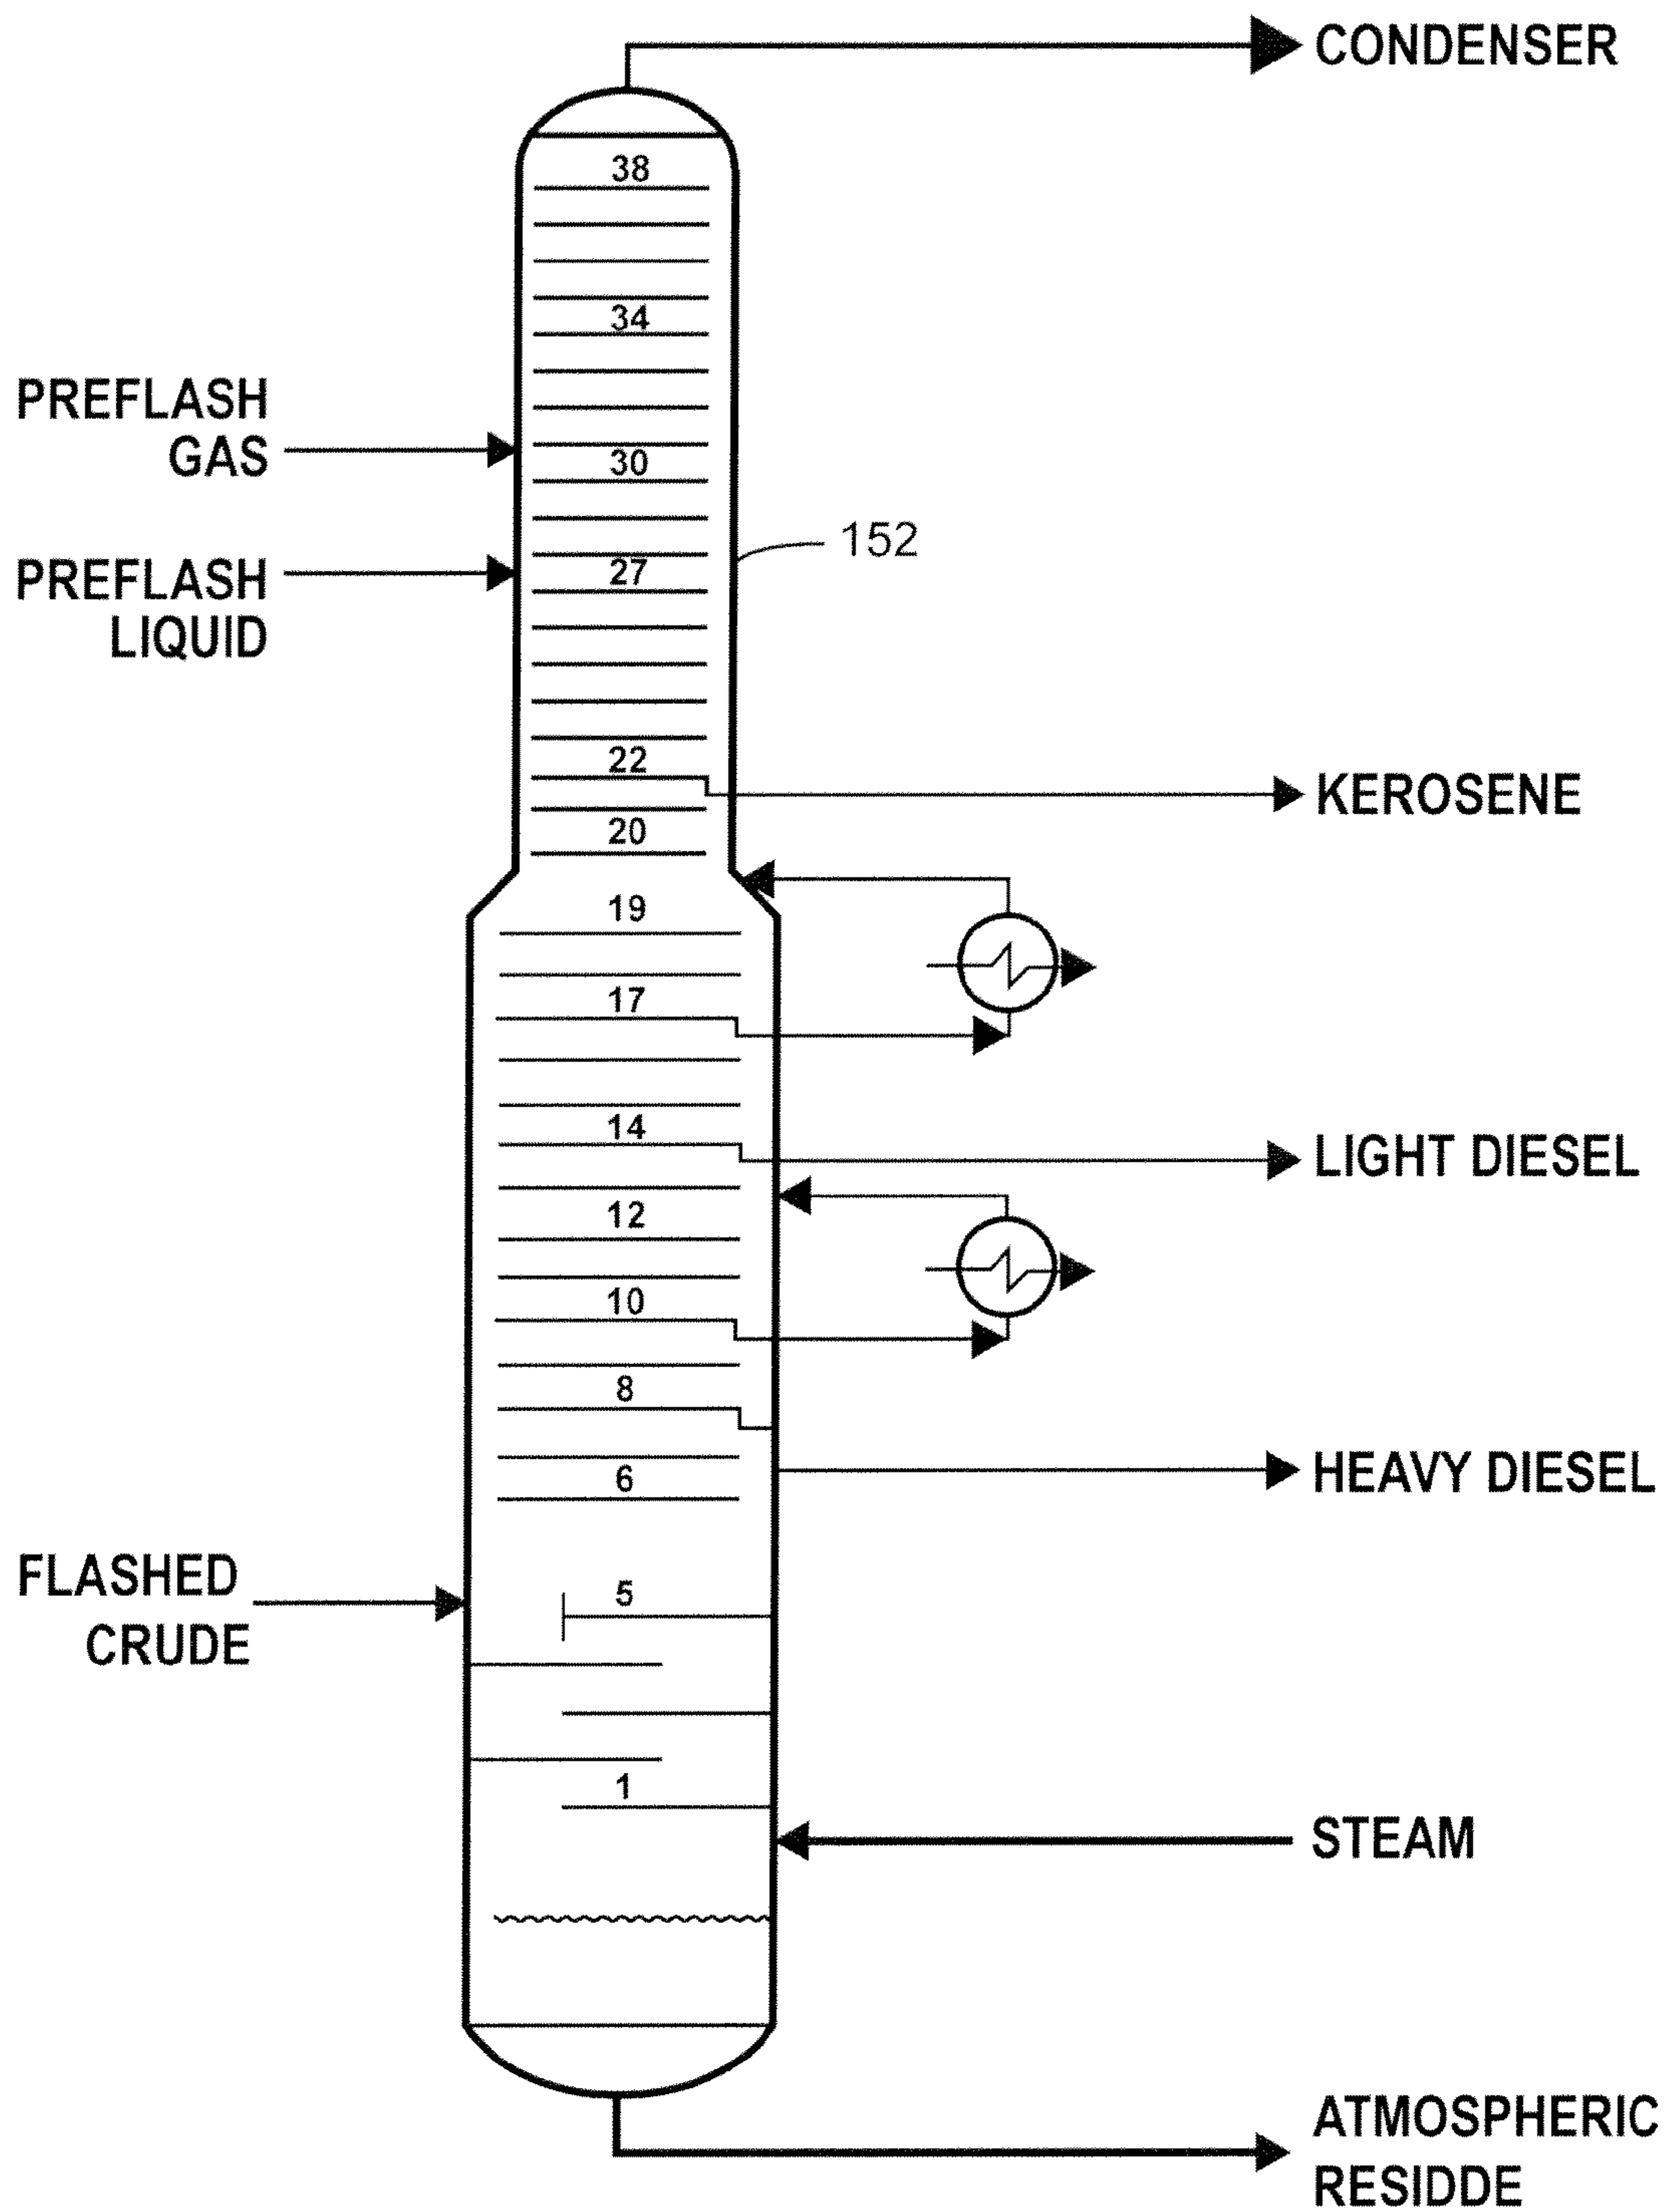 CONDENSER
38
34
PREFLASH
GAS
30
152
PREFLASH
LIQUID
27
22
KEROSENE
20
19
17
14
LIGHT DIESEL
12
10
8
HEAVY DIESEL
6
FLASHED
CRUDE
5
1
STEAM
ATMOSPHERIC
RESIDDE